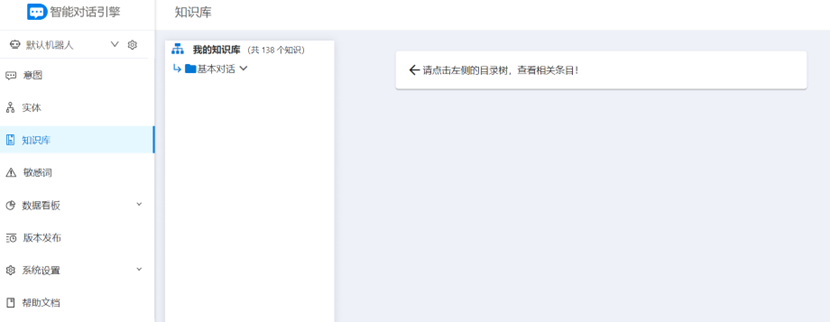 智能对话引擎
知识库
默认机器人
意图
实体
知识库
敏感词
数据看板
版本发布
系统设置
帮助文档
我的知识库 (共 138 个知识)
基本对话
请点击左侧的目录树，查看相关条目!